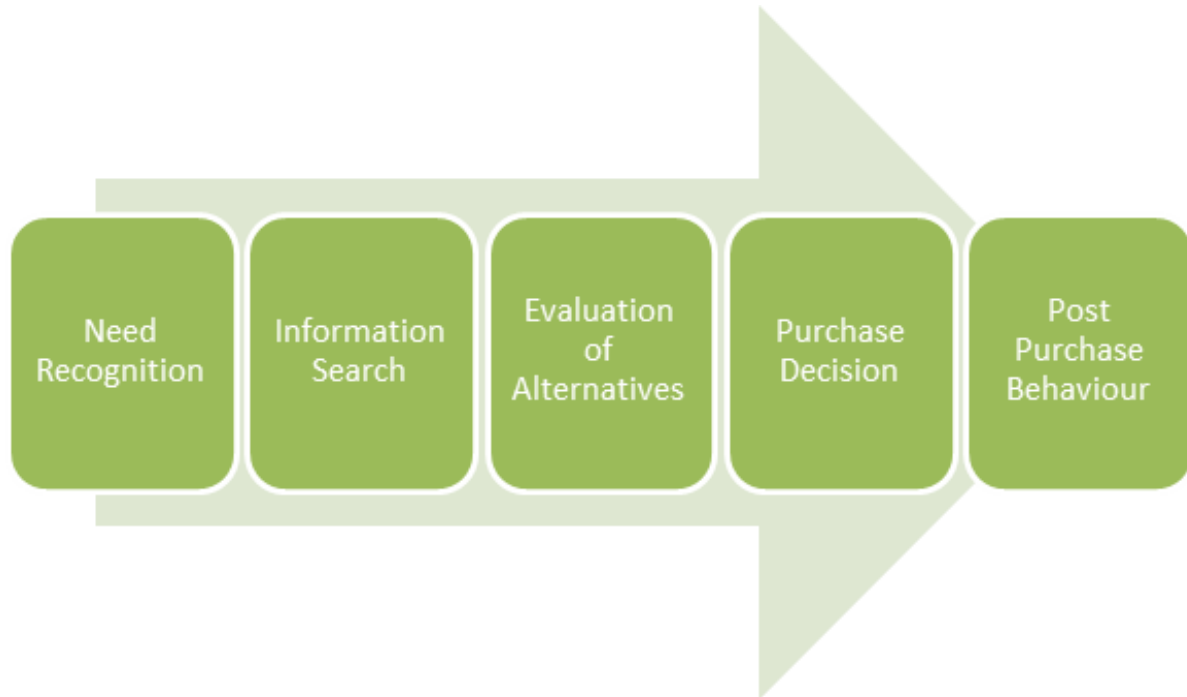 Need
Recognition
Information
Search
Evaluation
of
Alternatives
Purchase
Decision
Post
Purchase
Behaviour